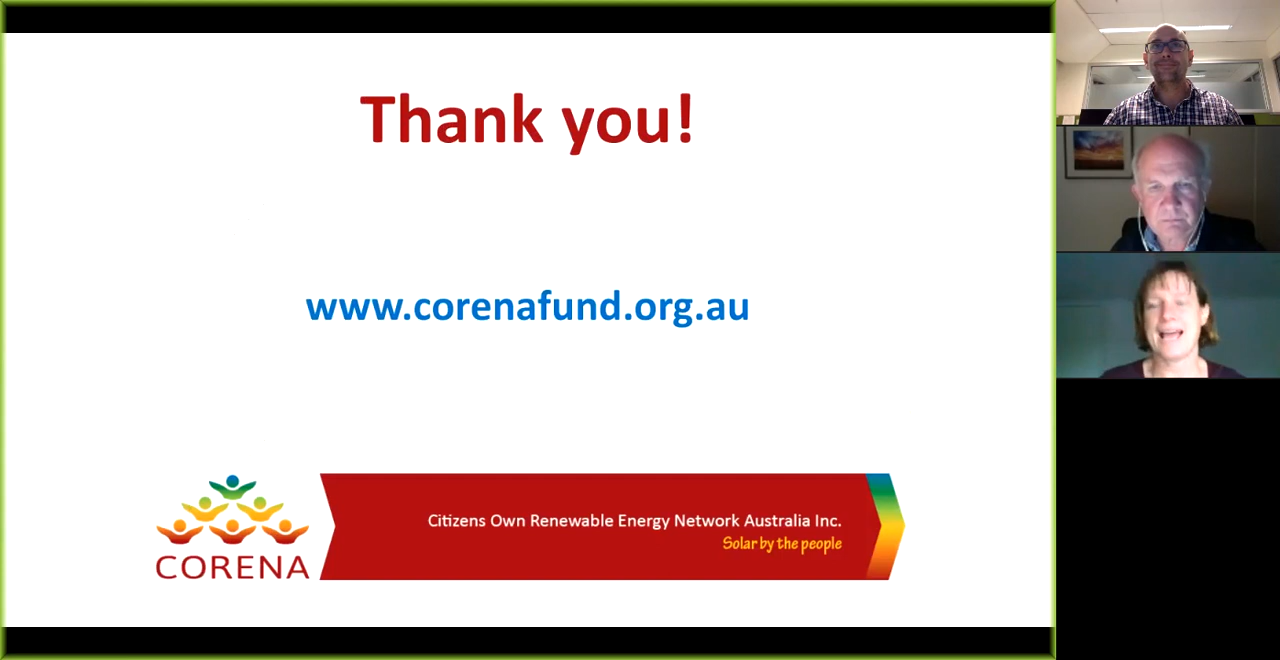 Thank you!
www.corenafund.org.au
Citizens Own Renewable Energy Network Australia Inc.
Solar by the people
CORENA